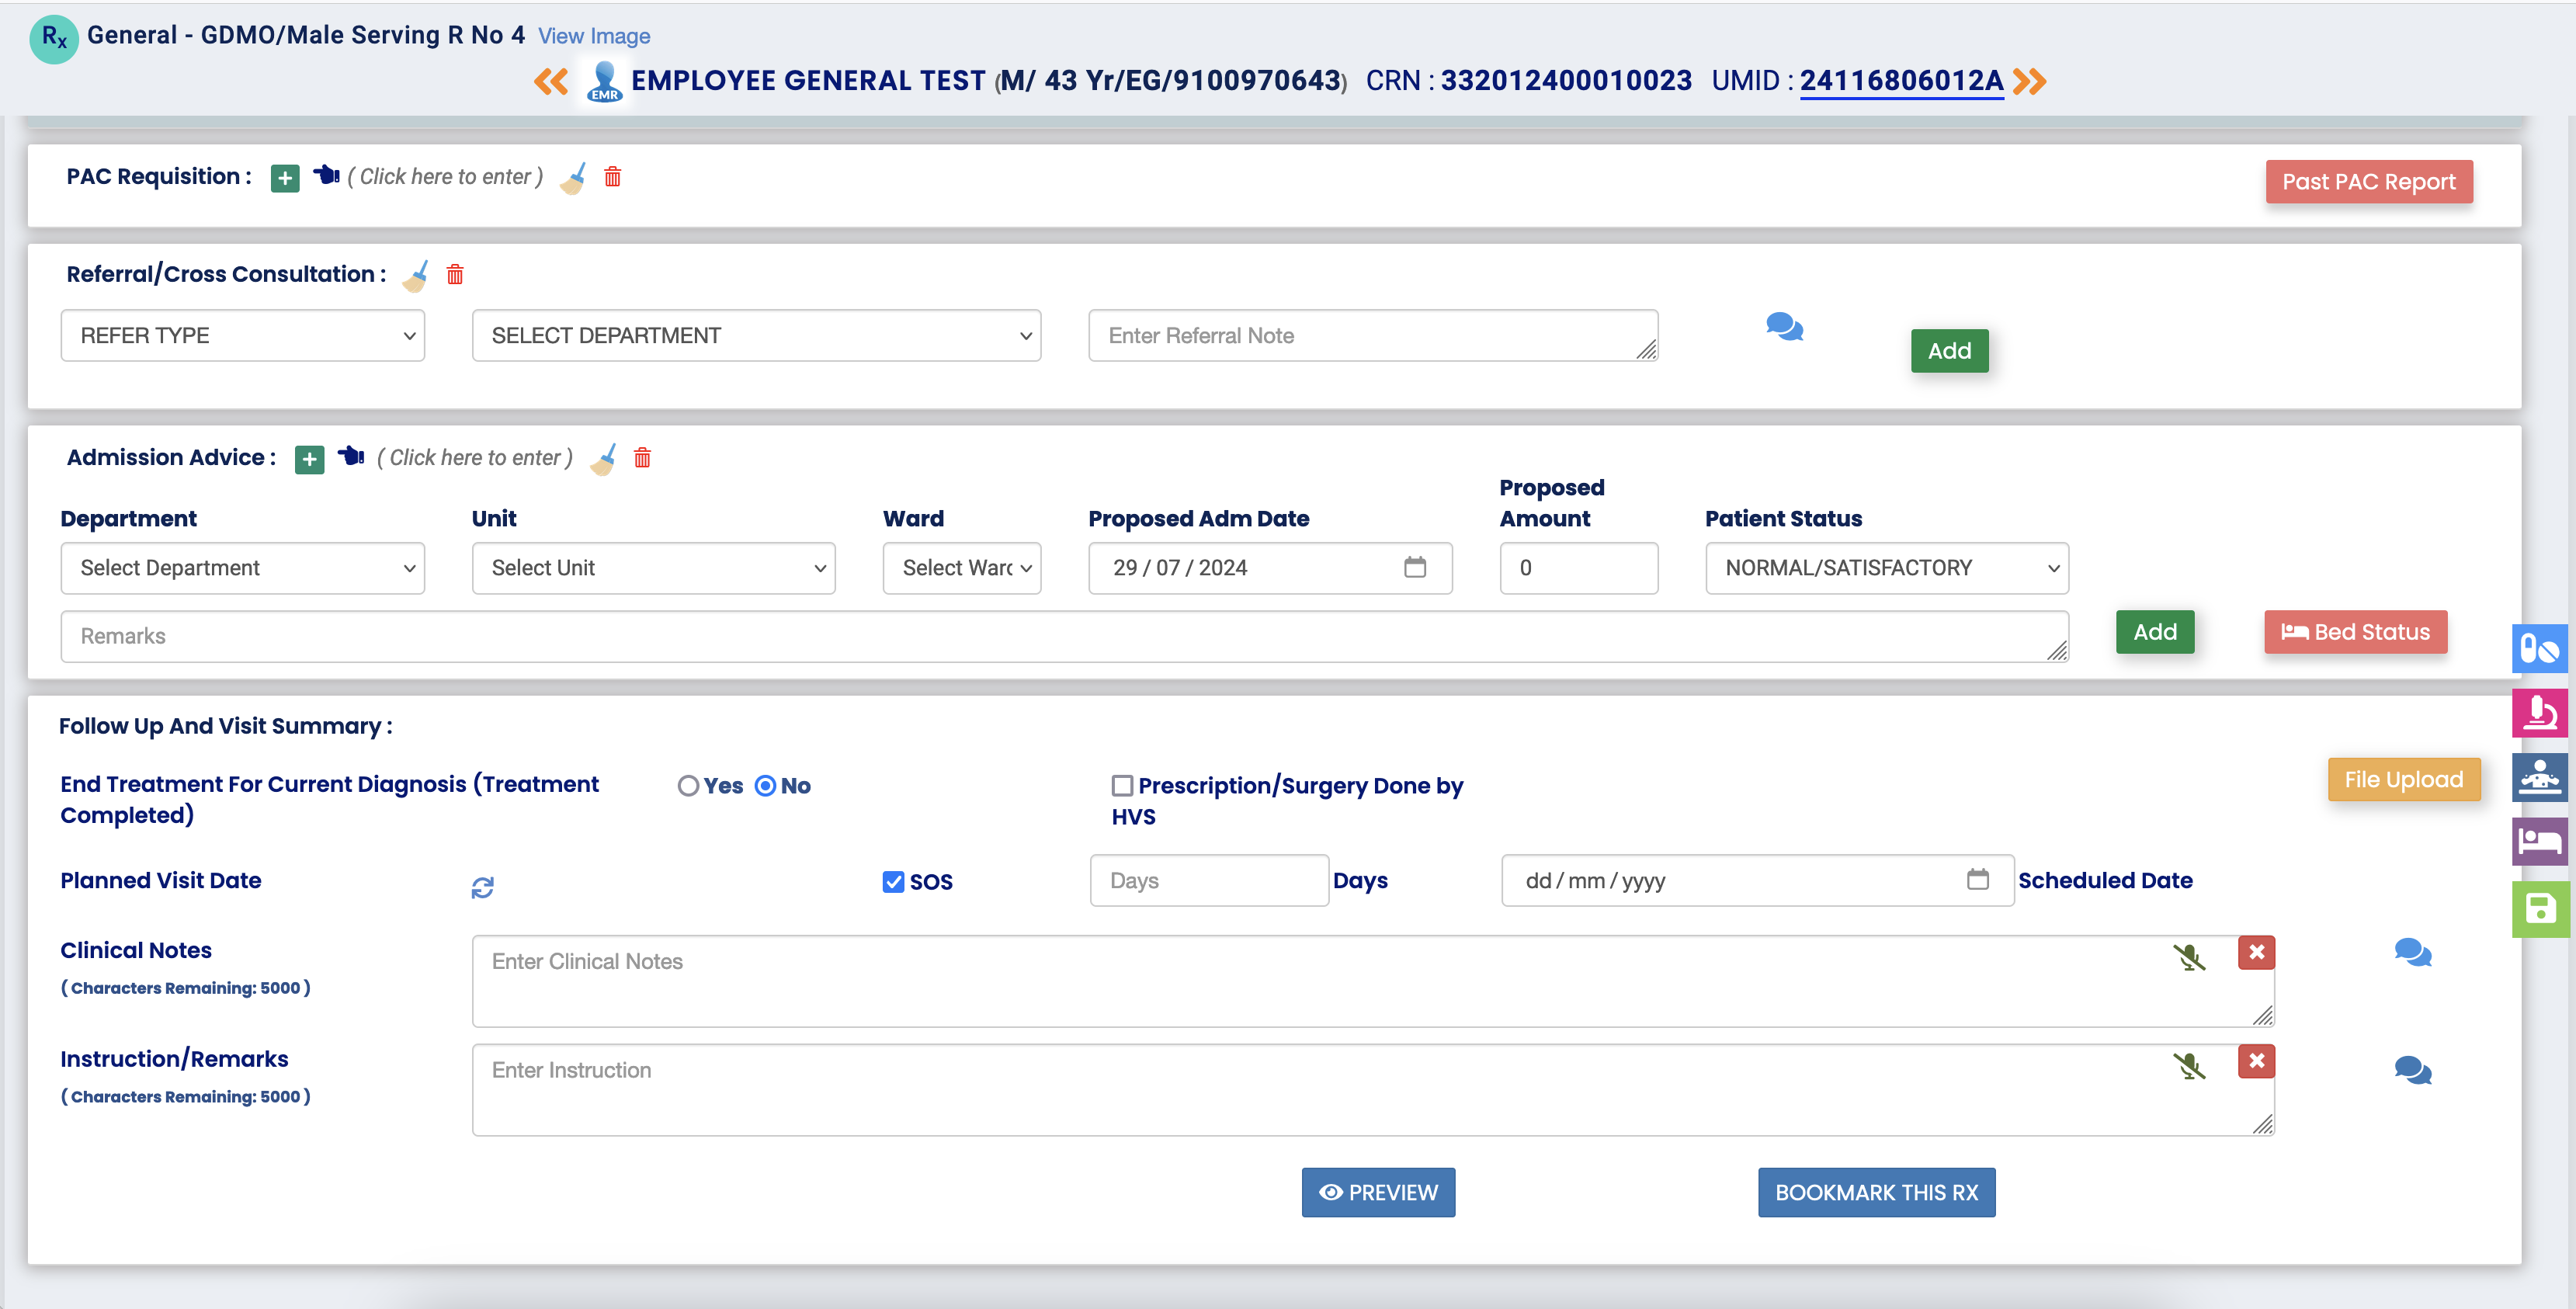 Rx General - GDMO/Male Serving R No 4 View Image
EMR EMPLOYEE GENERAL TEST (M/ 43 Yr/EG/9100970643) CRN : 332012400010023 UMID : 24116806012A
PAC Requisition : ( Click here to enter ) Past PAC Report
Referral/Cross Consultation :
REFER TYPE SELECT DEPARTMENT Enter Referral Note Add
Admission Advice : ( Click here to enter )
Department Unit Ward Proposed Adm Date Proposed Amount Patient Status
Select Department Select Unit Select Ward 29 / 07 / 2024 0 NORMAL/SATISFACTORY
Remarks Add Bed Status
Follow Up And Visit Summary :
End Treatment For Current Diagnosis (Treatment Completed) Yes No Prescription/Surgery Done by HVS File Upload
Planned Visit Date SOS Days Days dd / mm / yyyy Scheduled Date
Clinical Notes Enter Clinical Notes
( Characters Remaining: 5000 )
Instruction/Remarks Enter Instruction
( Characters Remaining: 5000 )
PREVIEW BOOKMARK THIS RX